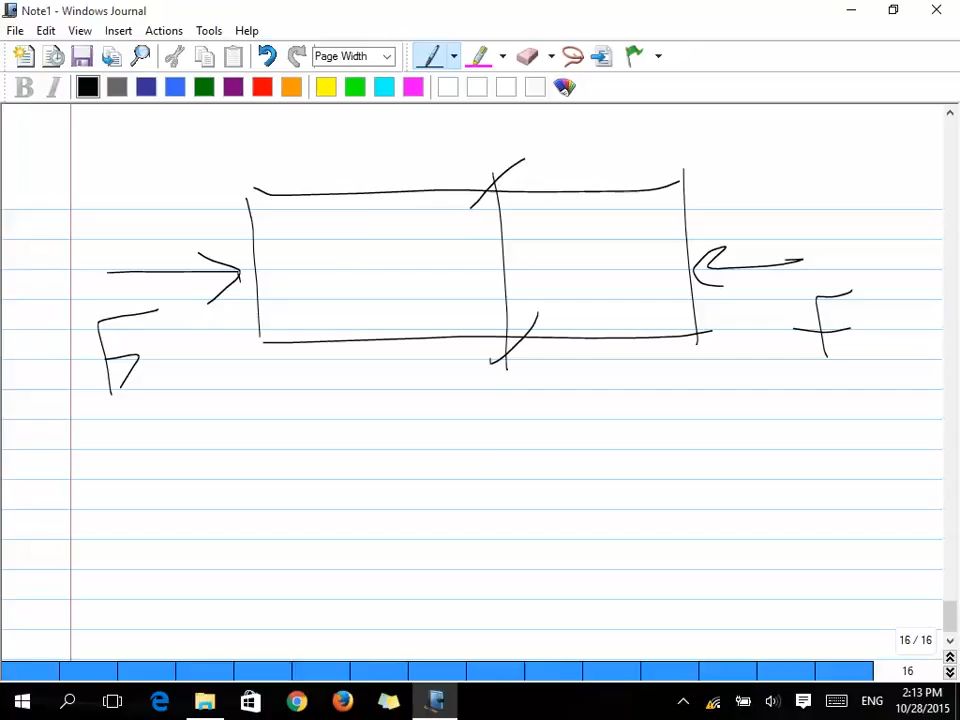 Note1 - Windows Journal
File Edit View Insert Actions Tools Help
Page Width
B I
F
F
16 / 16
16
ENG
2:13 PM
10/28/2015